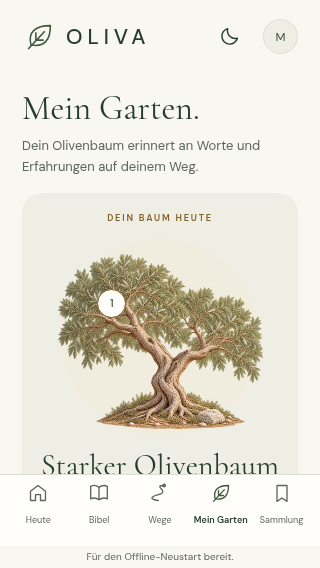 OLIVA
M
Mein Garten.
Dein Olivenbaum erinnert an Worte und
Erfahrungen auf deinem Weg.
DEIN BAUM HEUTE
1
Starker Olivenbaum
Heute
Bibel
Wege
Mein Garten
Sammlung
Für den Offline-Neustart bereit.